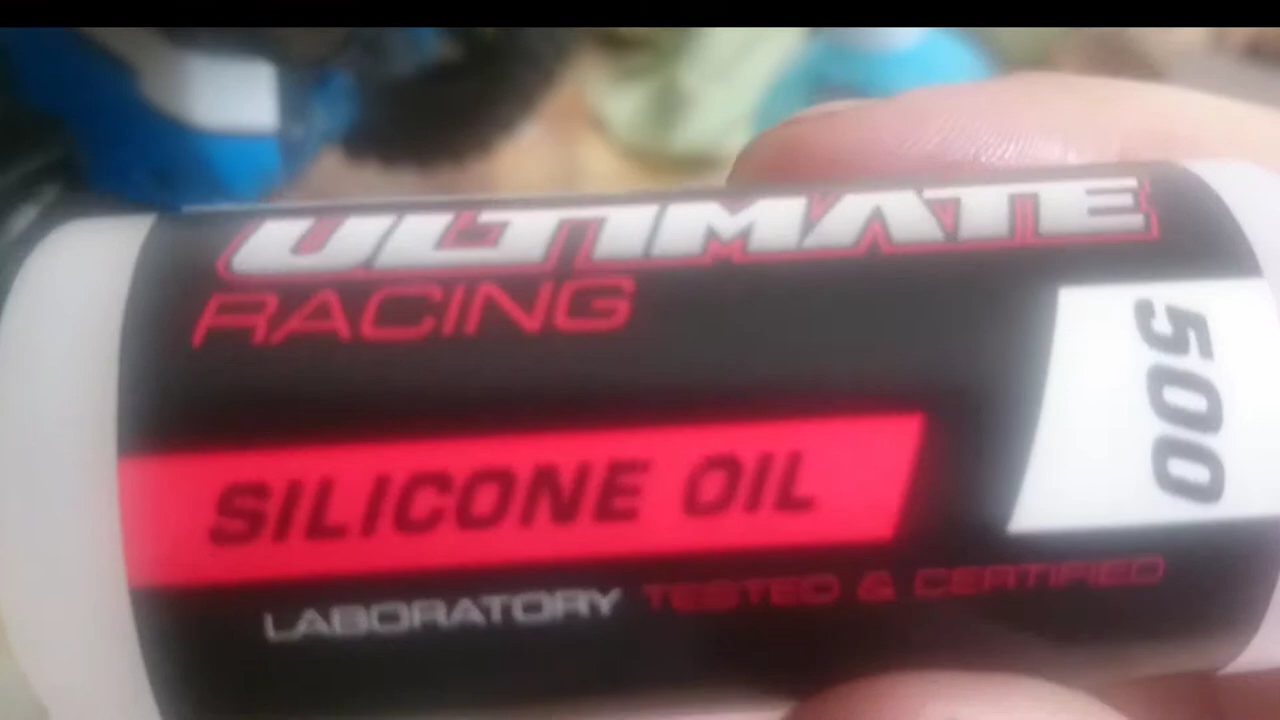 ULTIMATE
RACING
500
SILICONE OIL
LABORATORY TESTED & CERTIFIED